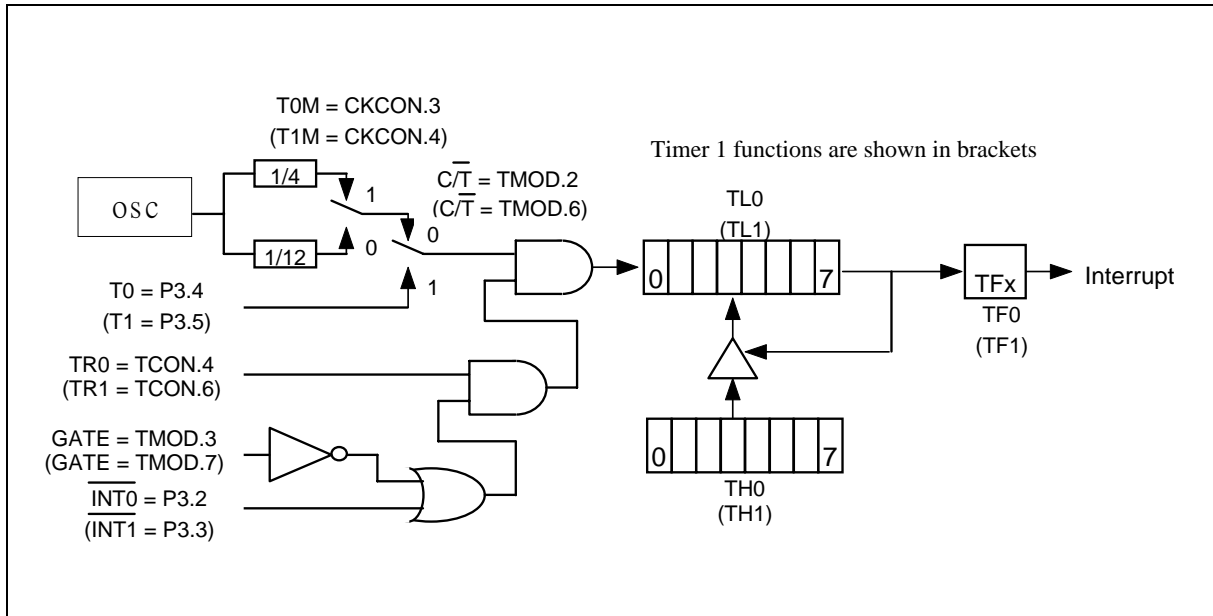 T0M = CKCON.3
(T1M = CKCON.4)
Timer 1 functions are shown in brackets
1/4
1
C/T̅ = TMOD.2
(C/T̅ = TMOD.6)
TL0
(TL1)
OSC
0
1/12
0
1
0
7
TFx
Interrupt
T0 = P3.4
(T1 = P3.5)
TF0
(TF1)
TR0 = TCON.4
(TR1 = TCON.6)
GATE = TMOD.3
(GATE = TMOD.7)
0
7
I̅N̅T̅0̅ = P3.2
(I̅N̅T̅1̅ = P3.3)
TH0
(TH1)